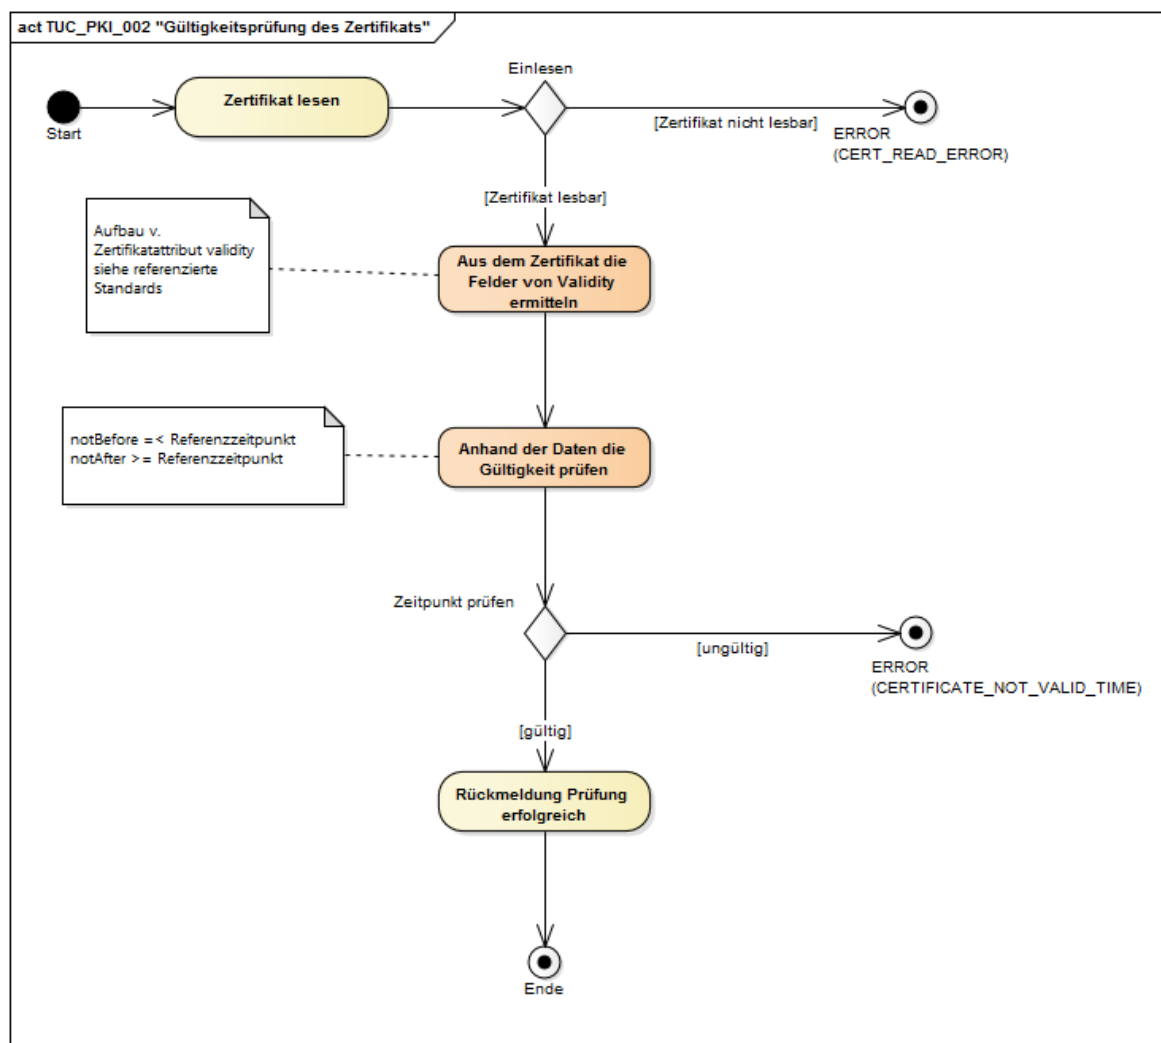 act TUC_PKI_002 "Gültigkeitsprüfung des Zertifikats"
Einlesen
Zertifikat lesen
Start
[Zertifikat nicht lesbar]
ERROR
(CERT_READ_ERROR)
[Zertifikat lesbar]
Aufbau v.
Zertifikatattribut validity
siehe referenzierte
Standards
Aus dem Zertifikat die
Felder von Validity
ermitteln
notBefore =< Referenzzeitpunkt
notAfter >= Referenzzeitpunkt
Anhand der Daten die
Gültigkeit prüfen
Zeitpunkt prüfen
[ungültig]
ERROR
(CERTIFICATE_NOT_VALID_TIME)
[gültig]
Rückmeldung Prüfung
erfolgreich
Ende